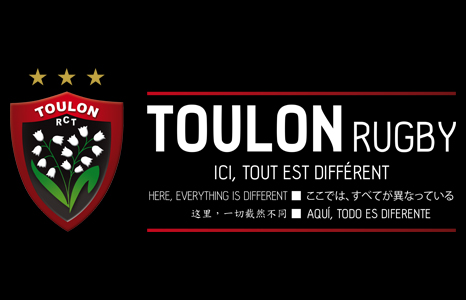 TOULON
RCT
TOULON RUGBY
ICI, TOUT EST DIFFÉRENT
HERE, EVERYTHING IS DIFFERENT ■ ここでは、すべてが異なっている
这里，一切截然不同 ■ AQUÍ, TODO ES DIFERENTE